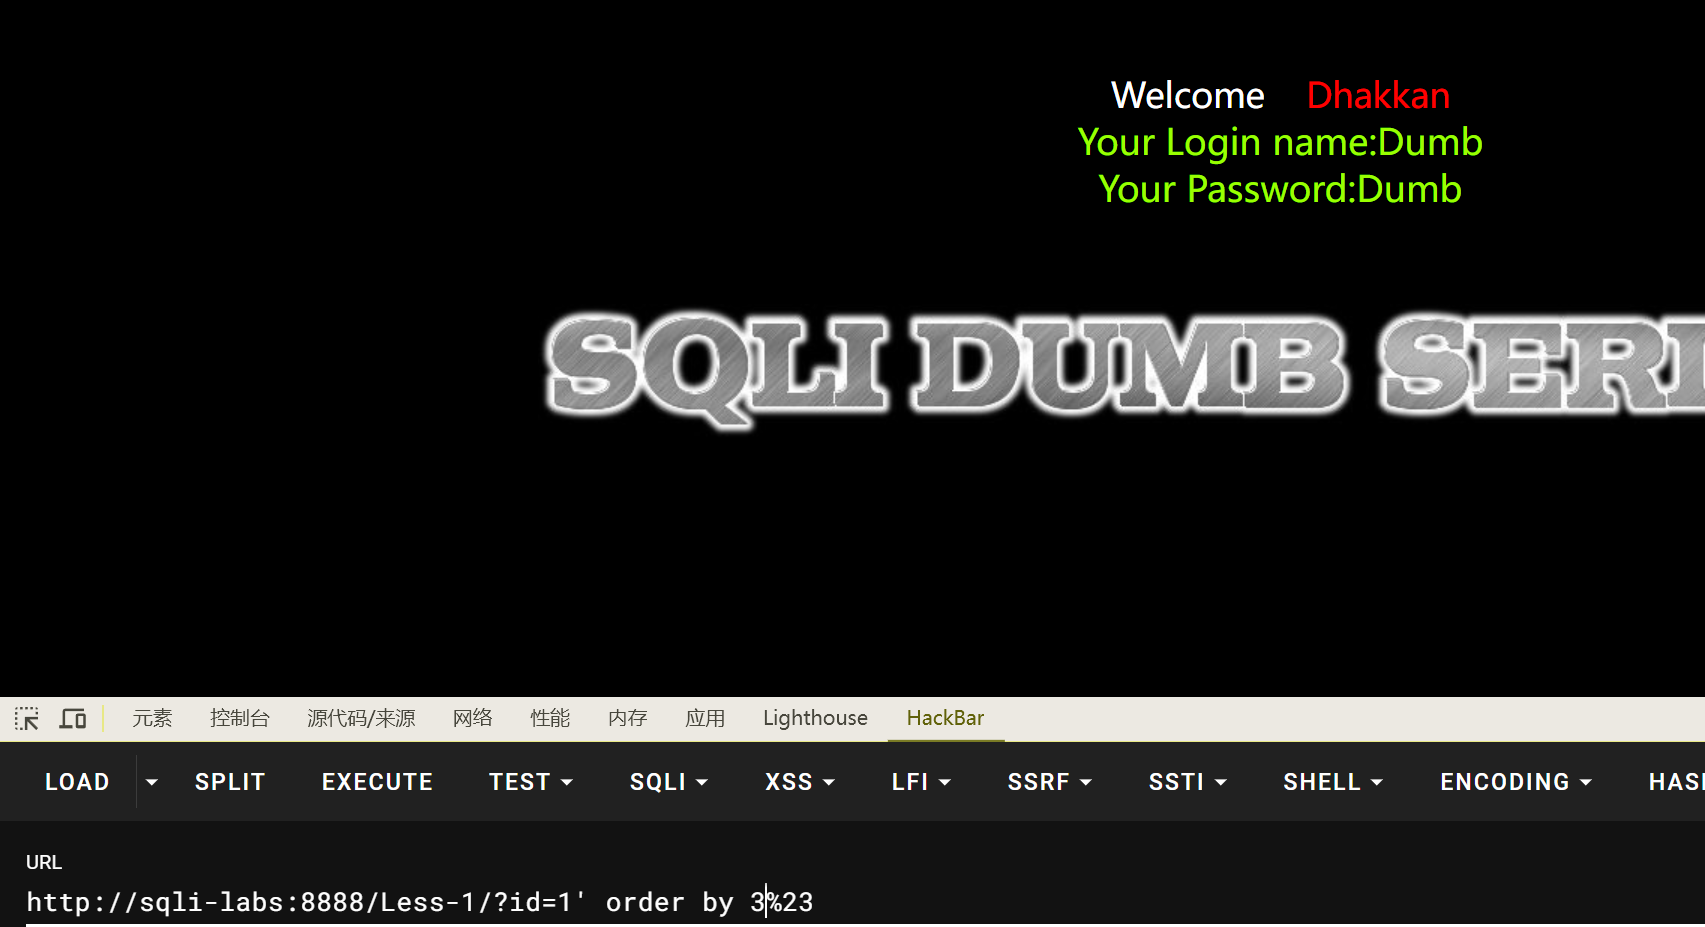 Welcome    Dhakkan
Your Login name:Dumb
Your Password:Dumb
SQLI DUMB SERI
元素 控制台 源代码/来源 网络 性能 内存 应用 Lighthouse HackBar
LOAD SPLIT EXECUTE TEST SQLI XSS LFI SSRF SSTI SHELL ENCODING HAS
URL
http://sqli-labs:8888/Less-1/?id=1' order by 3%23